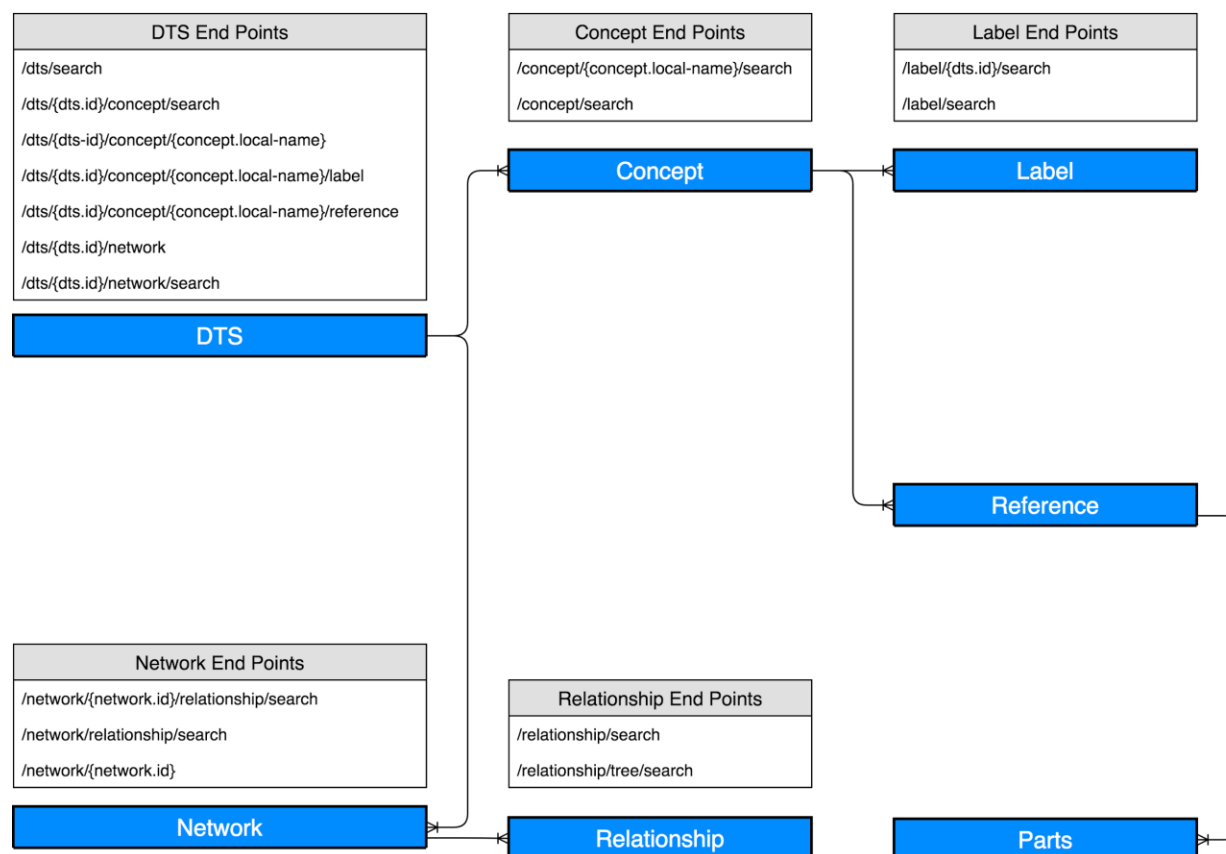 DTS End Points
/dts/search
/dts/{dts.id}/concept/search
/dts/{dts-id}/concept/{concept.local-name}
/dts/{dts.id}/concept/{concept.local-name}/label
/dts/{dts.id}/concept/{concept.local-name}/reference
/dts/{dts.id}/network
/dts/{dts.id}/network/search
DTS
Concept End Points
/concept/{concept.local-name}/search
/concept/search
Concept
Label End Points
/label/{dts.id}/search
/label/search
Label
Reference
Network End Points
/network/{network.id}/relationship/search
/network/relationship/search
/network/{network.id}
Network
Relationship End Points
/relationship/search
/relationship/tree/search
Relationship
Parts